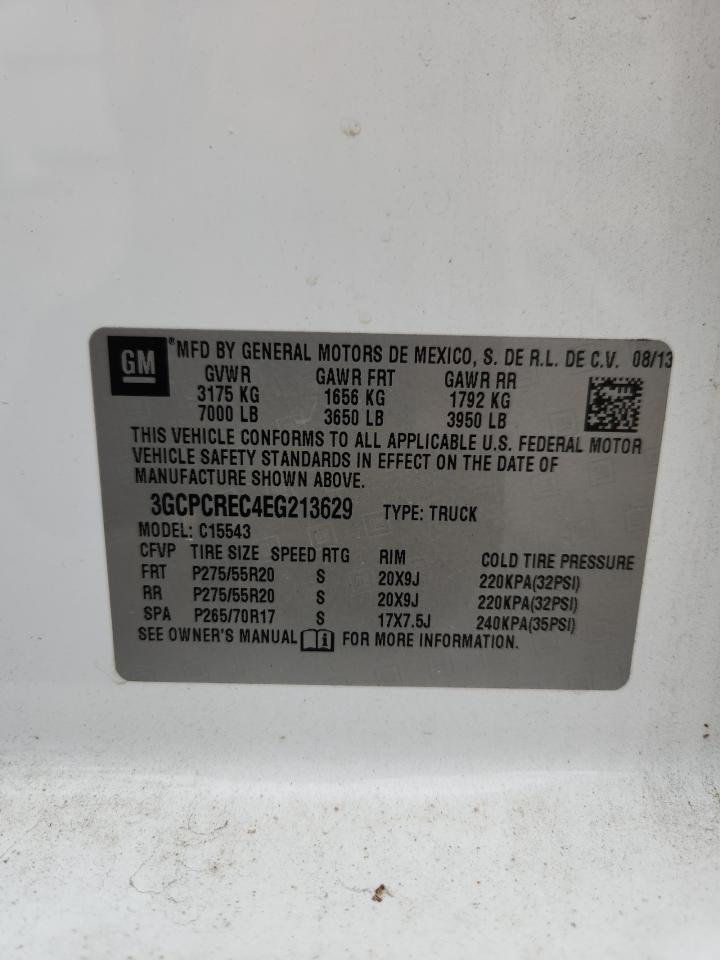 GM
® MFD BY GENERAL MOTORS DE MEXICO, S. DE R.L. DE C.V. 08/13
GVWR GAWR FRT GAWR RR
3175 KG 1656 KG 1792 KG
7000 LB 3650 LB 3950 LB
THIS VEHICLE CONFORMS TO ALL APPLICABLE U.S. FEDERAL MOTOR
VEHICLE SAFETY STANDARDS IN EFFECT ON THE DATE OF
MANUFACTURE SHOWN ABOVE.
3GCPCREC4EG213629 TYPE: TRUCK
MODEL: C15543
CFVP TIRE SIZE SPEED RTG RIM COLD TIRE PRESSURE
FRT P275/55R20 S 20X9J 220KPA(32PSI)
RR P275/55R20 S 20X9J 220KPA(32PSI)
SPA P265/70R17 S 17X7.5J 240KPA(35PSI)
SEE OWNER'S MANUAL i FOR MORE INFORMATION.